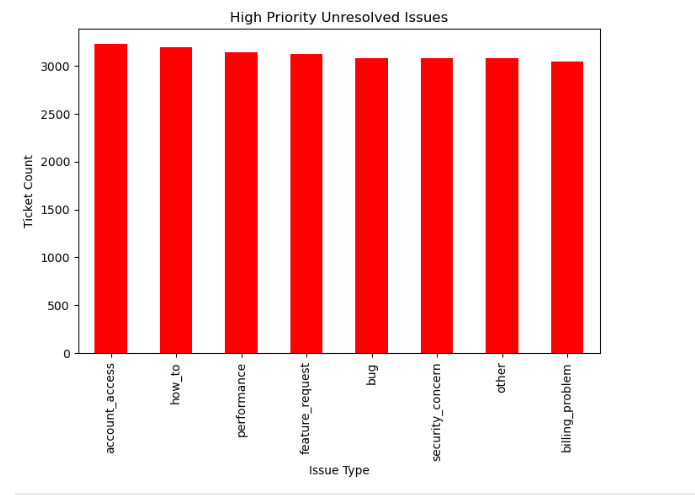 High Priority Unresolved Issues
Ticket Count
3000
2500
2000
1500
1000
500
0
account_access
how_to
performance
feature_request
bug
security_concern
other
billing_problem
Issue Type